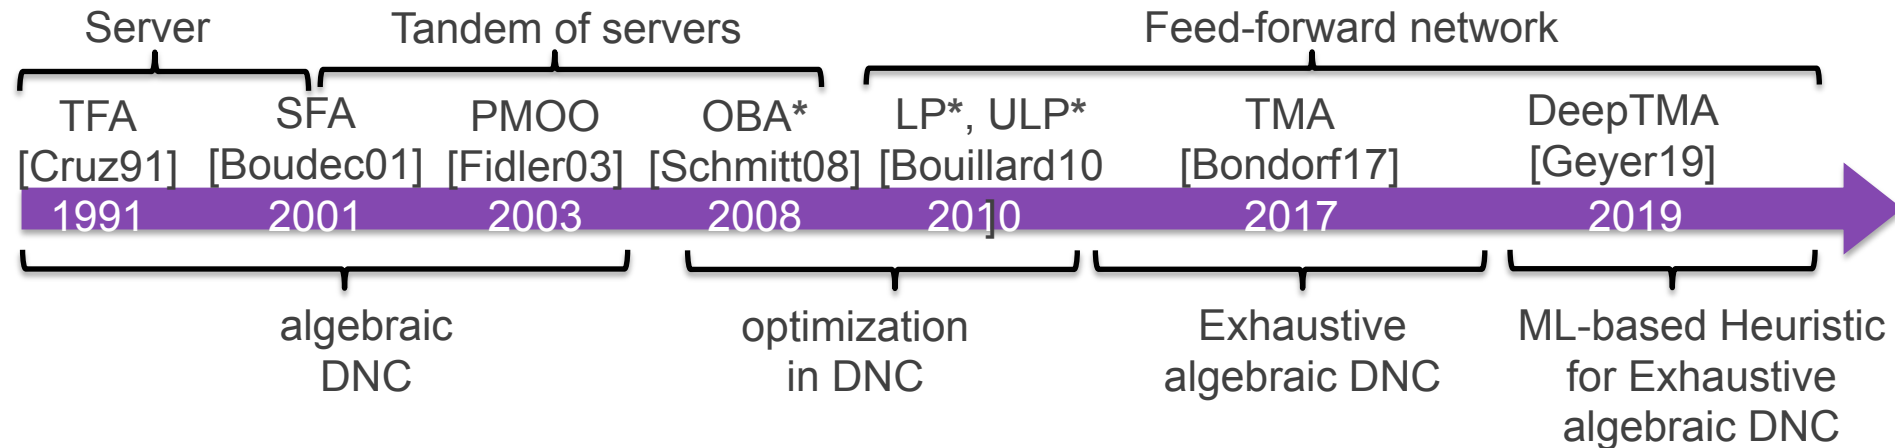 Server
Tandem of servers
Feed-forward network
TFA
[Cruz91]
SFA
[Boudec01]
PMOO
[Fidler03]
OBA*
[Schmitt08]
LP*, ULP*
[Bouillard10
]
TMA
[Bondorf17]
DeepTMA
[Geyer19]
1991
2001
2003
2008
2010
2017
2019
algebraic
DNC
optimization
in DNC
Exhaustive
algebraic DNC
ML-based Heuristic
for Exhaustive
algebraic DNC